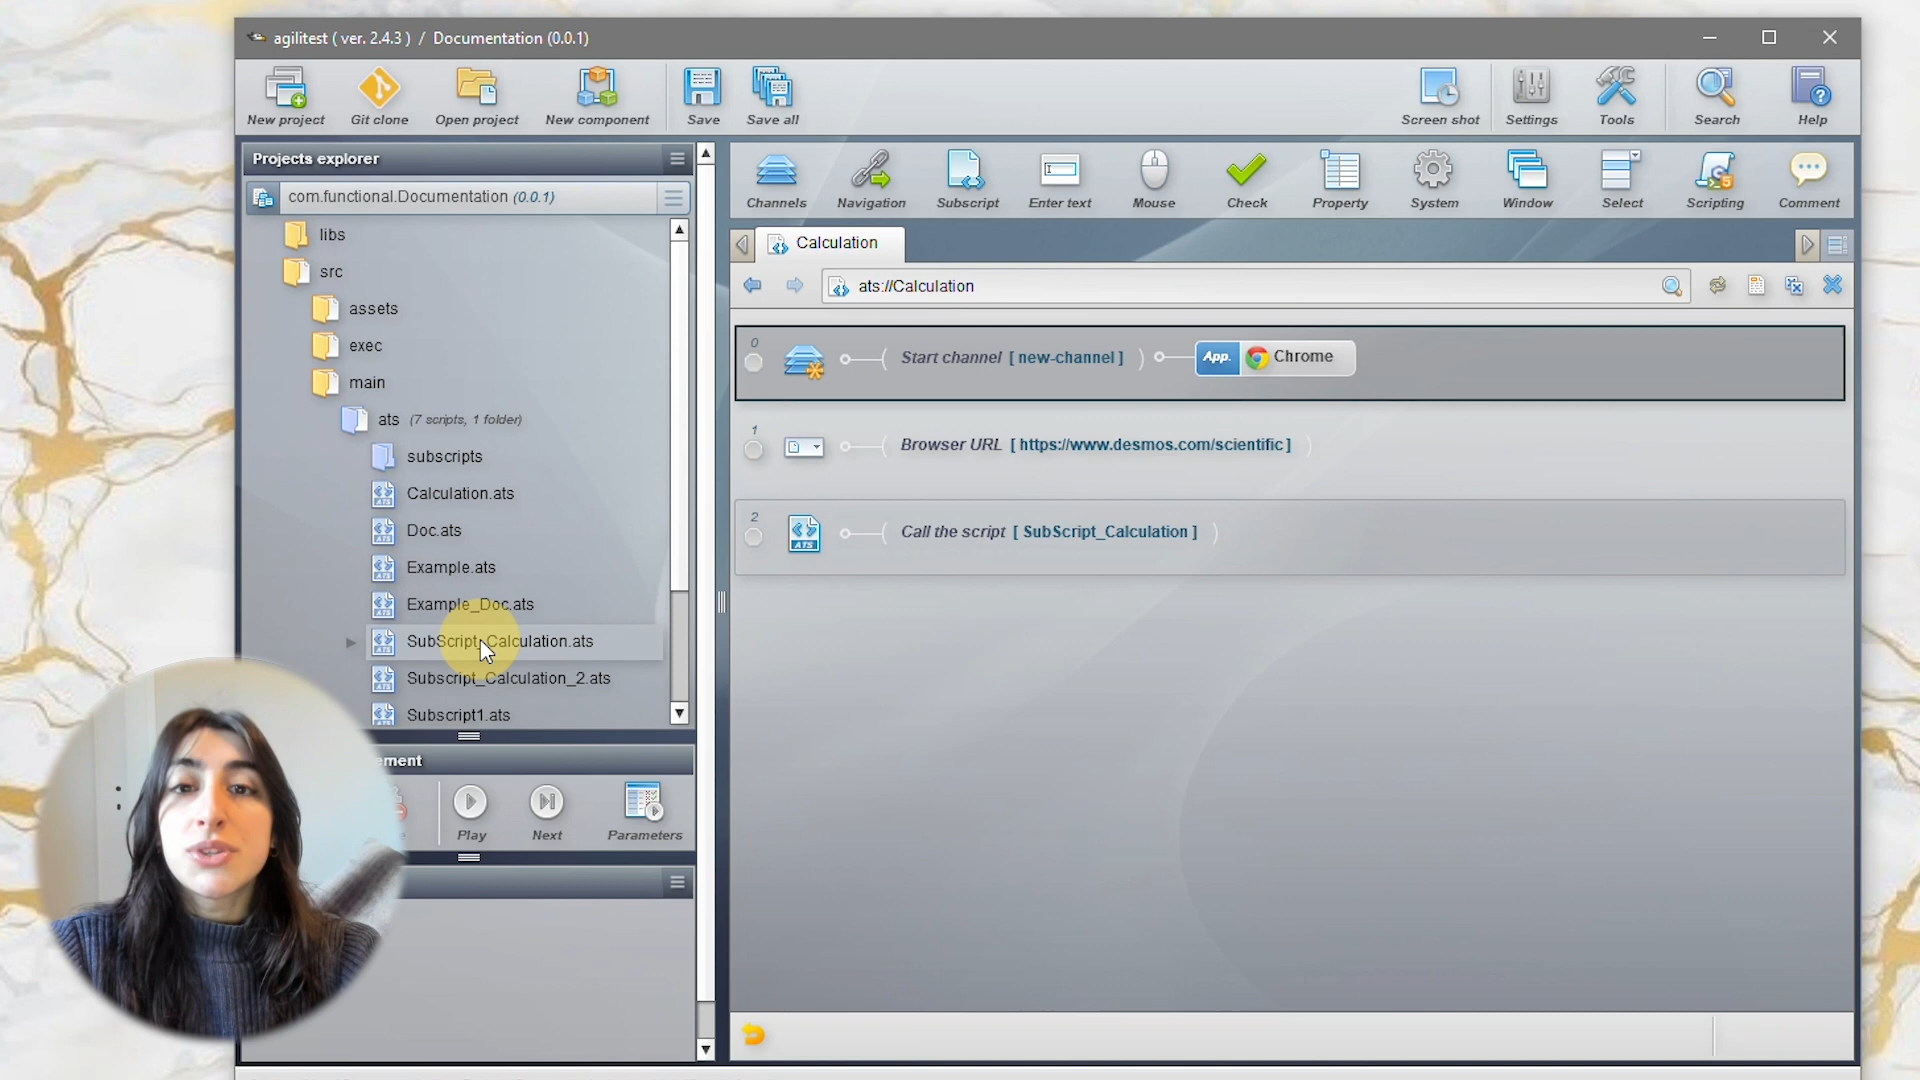 agilitest ( ver. 2.4.3 ) / Documentation (0.0.1)
New project
Git clone
Open project
New component
Save
Save all
Screen shot
Settings
Tools
Search
Help
Projects explorer
com.functional.Documentation (0.0.1)
libs
src
assets
exec
main
ats (7 scripts, 1 folder)
subscripts
Calculation.ats
Doc.ats
Example.ats
Example_Doc.ats
SubScript_Calculation.ats
Subscript_Calculation_2.ats
Subscript1.ats
ement
Play
Next
Parameters
Channels
Navigation
Subscript
Enter text
Mouse
Check
Property
System
Window
Select
Scripting
Comment
Calculation
ats://Calculation
0
Start channel [ new-channel ]
App. Chrome
1
Browser URL [ https://www.desmos.com/scientific ]
2
ATS
Call the script [ SubScript_Calculation ]